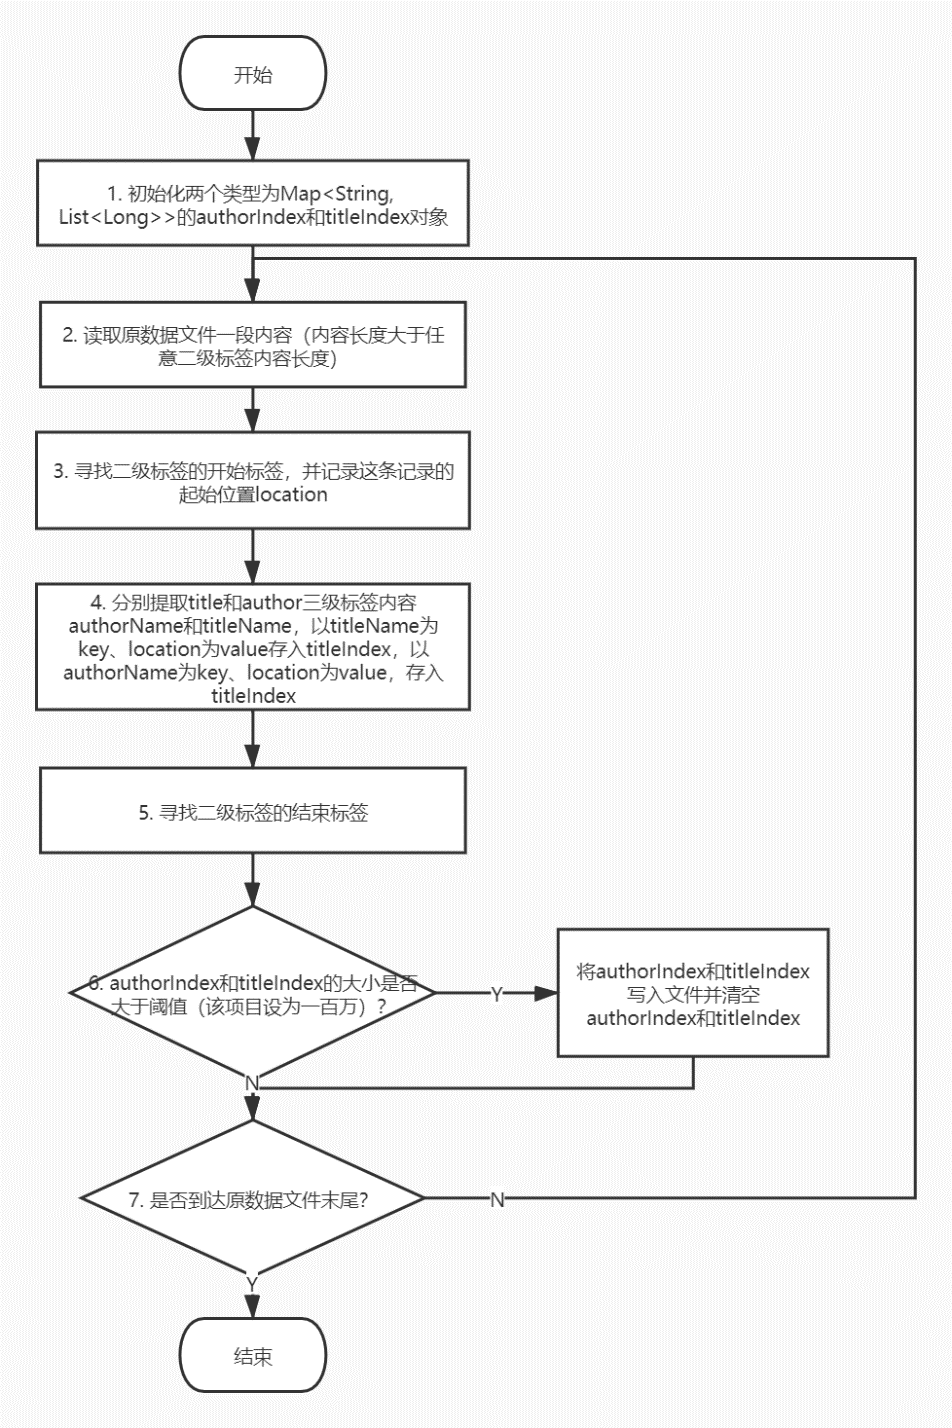 开始
1. 初始化两个类型为Map<String,
List<Long>>的authorIndex和titleIndex对象
2. 读取原数据文件一段内容（内容长度大于任
意二级标签内容长度）
3. 寻找二级标签的开始标签，并记录这条记录的
起始位置location
4. 分别提取title和author三级标签内容
authorName和titleName，以titleName为
key、location为value存入titleIndex，以
authorName为key、location为value，存入
titleIndex
5. 寻找二级标签的结束标签
6. authorIndex和titleIndex的大小是否
大于阈值（该项目设为一百万）？
Y
将authorIndex和titleIndex
写入文件并清空
authorIndex和titleIndex
N
7. 是否到达原数据文件末尾？
N
Y
结束